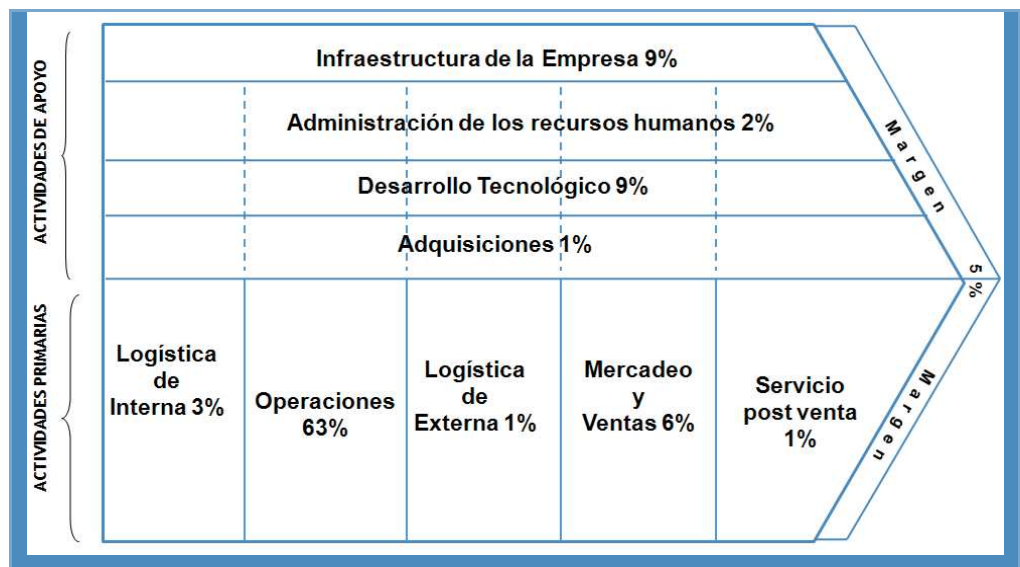 ACTIVIDADES DE APOYO
Infraestructura de la Empresa 9%
Administración de los recursos humanos 2%
Desarrollo Tecnológico 9%
Adquisiciones 1%
Margen
5%
Margen
ACTIVIDADES PRIMARIAS
Logística
de
Interna 3%
Operaciones
63%
Logística
de
Externa 1%
Mercadeo
y
Ventas 6%
Servicio
post venta
1%